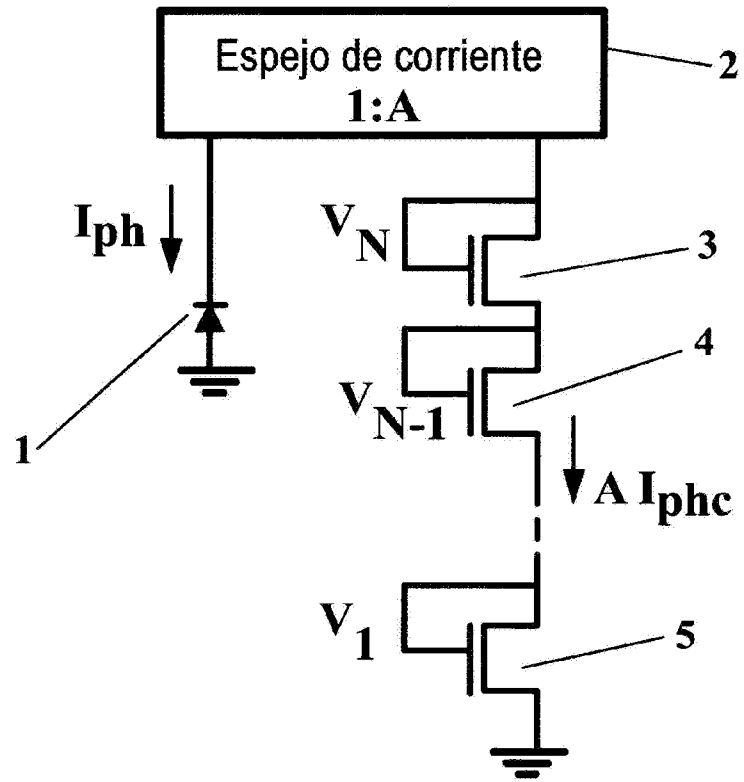 Espejo de corriente
1:A
2
Iph
VN
3
1
VN-1
4
A Iphc
V1
5